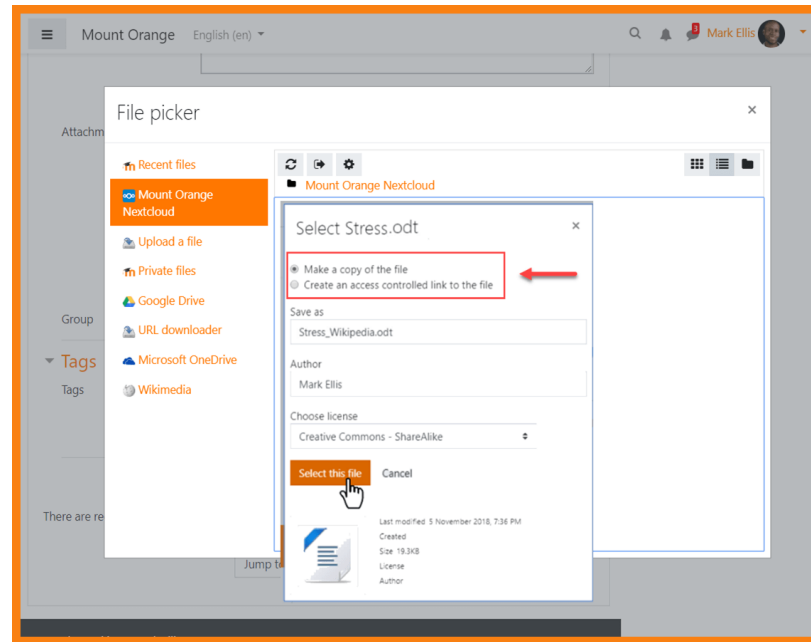 Mount Orange English (en)
3
Mark Ellis
File picker
Attachm
Recent files
Mount Orange
Nextcloud
Mount Orange Nextcloud
Upload a file
Private files
Google Drive
URL downloader
Microsoft OneDrive
Wikimedia
Select Stress.odt
Make a copy of the file
Create an access controlled link to the file
Save as
Stress_Wikipedia.odt
Author
Mark Ellis
Choose license
Creative Commons - ShareAlike
Select this file Cancel
Last modified 5 November 2018, 7:36 PM
Created
Size 19.3KB
License
Author
Group
Tags
Tags
There are re
Jump t